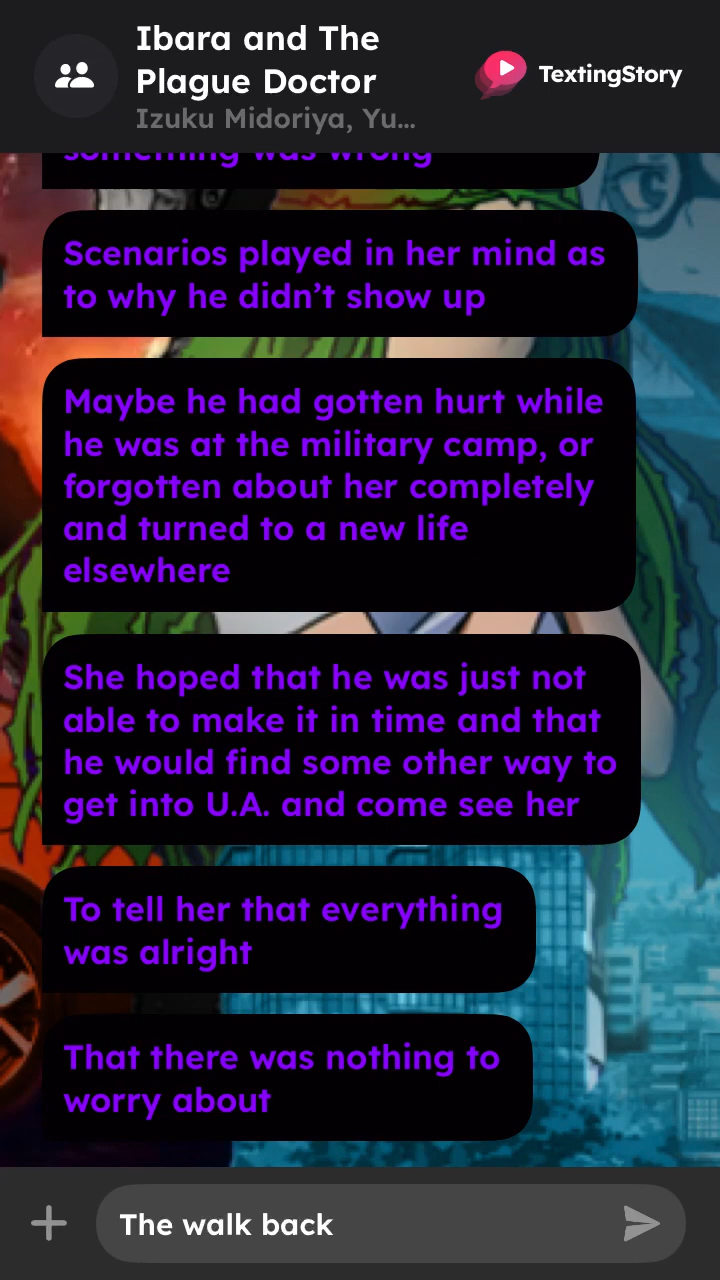 Ibara and The
Plague Doctor
Izuku Midoriya, Yu...
TextingStory
something was wrong
Scenarios played in her mind as
to why he didn't show up
Maybe he had gotten hurt while
he was at the military camp, or
forgotten about her completely
and turned to a new life
elsewhere
She hoped that he was just not
able to make it in time and that
he would find some other way to
get into U.A. and come see her
To tell her that everything
was alright
That there was nothing to
worry about
The walk back